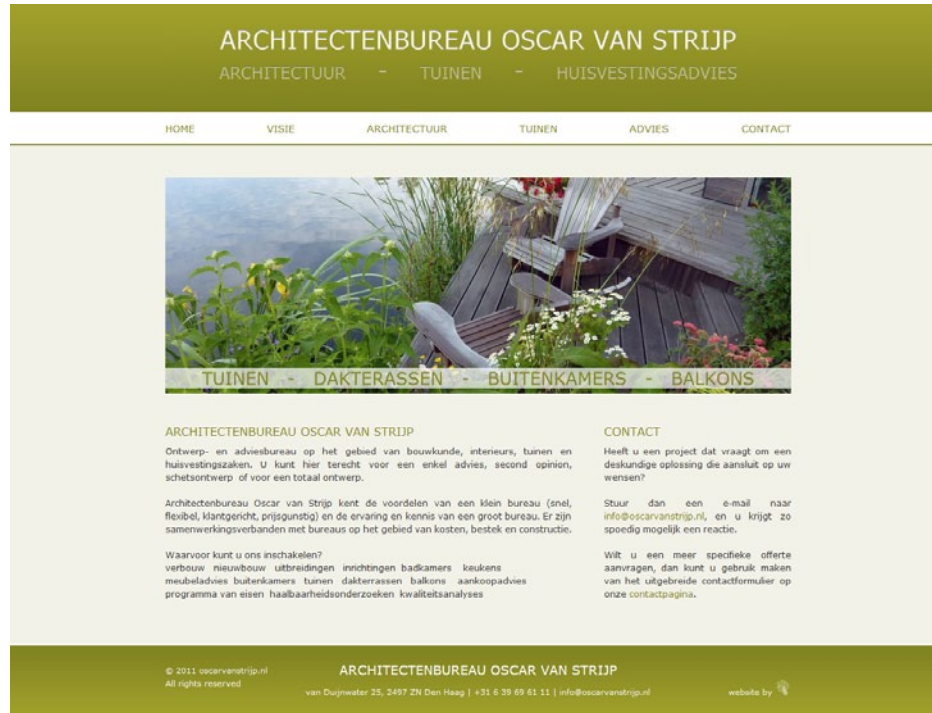 ARCHITECTENBUREAU OSCAR VAN STRIJP
ARCHITECTUUR - TUINEN - HUISVESTINGSADVIES
HOME VISIE ARCHITECTUUR TUINEN ADVIES CONTACT
TUINEN - DAKTERASSEN - BUITENKAMERS - BALKONS
ARCHITECTENBUREAU OSCAR VAN STRIJP
Ontwerp- en adviesbureau op het gebied van bouwkunde, interieurs, tuinen en
huisvestingszaken. U kunt hier terecht voor een enkel advies, second opinion,
schetsontwerp of voor een totaal ontwerp.
Architectenbureau Oscar van Strijp kent de voordelen van een klein bureau (snel,
flexibel, klantgericht, prijsgunstig) en de ervaring en kennis van een groot bureau. Er zijn
samenwerkingsverbanden met bureaus op het gebied van kosten, bestek en constructie.
Waarvoor kunt u ons inschakelen?
verbouw nieuwbouw uitbreidingen inrichtingen badkamers keukens
meubeladvies buitenkamers tuinen dakterrassen balkons aankoopadvies
programma van eisen haalbaarheidsonderzoeken kwaliteitsanalyses
CONTACT
Heeft u een project dat vraagt om een
deskundige oplossing die aansluit op uw
wensen?
Stuur dan een e-mail naar
info@oscarvanstrijp.nl, en u krijgt zo
spoedig mogelijk een reactie.
Wilt u een meer specifieke offerte
aanvragen, dan kunt u gebruik maken
van het uitgebreide contactformulier op
onze contactpagina.
© 2011 oscarvanstrijp.nl
All rights reserved
ARCHITECTENBUREAU OSCAR VAN STRIJP
van Duijnwater 25, 2497 ZN Den Haag | +31 6 39 69 61 11 | info@oscarvanstrijp.nl
website by